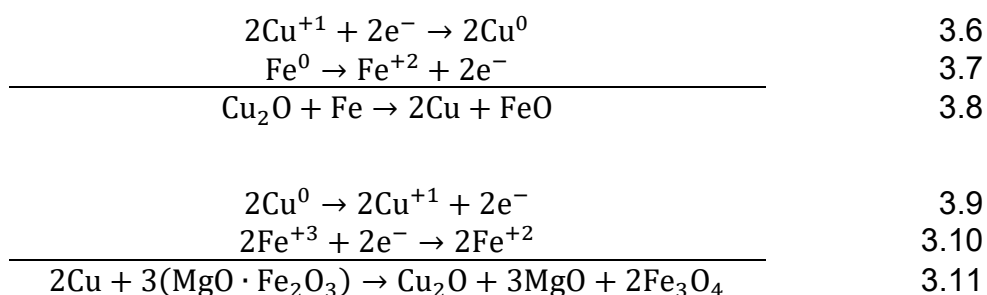 2Cu⁺¹ + 2e⁻ → 2Cu⁰ 3.6
Fe⁰ → Fe⁺² + 2e⁻ 3.7
Cu₂O + Fe → 2Cu + FeO 3.8
2Cu⁰ → 2Cu⁺¹ + 2e⁻ 3.9
2Fe⁺³ + 2e⁻ → 2Fe⁺² 3.10
2Cu + 3(MgO · Fe₂O₃) → Cu₂O + 3MgO + 2Fe₃O₄ 3.11